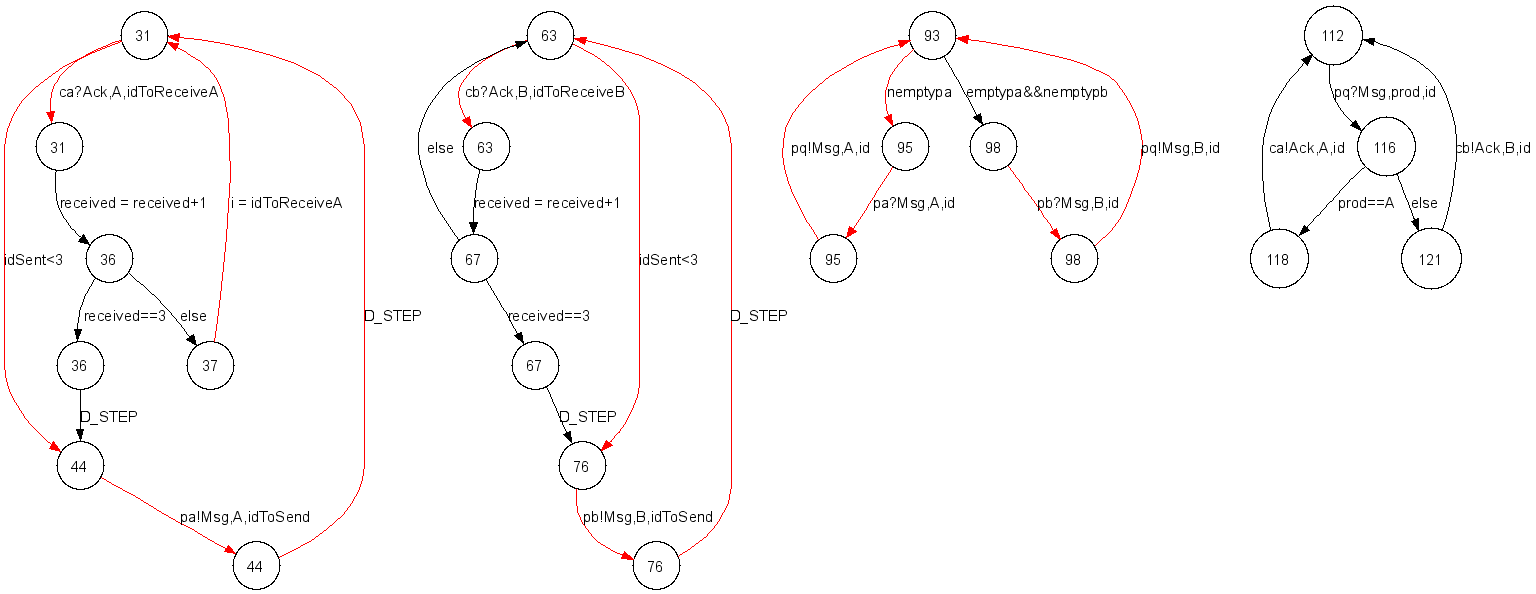 31
ca?Ack,A,idToReceiveA
31
received = received+1
i = idToReceiveA
36
idSent<3
received==3
else
36
37
D_STEP
D_STEP
44
pa!Msg,A,idToSend
44
63
cb?Ack,B,idToReceiveB
else
63
received = received+1
67
idSent<3
received==3
67
D_STEP
D_STEP
76
pb!Msg,B,idToSend
76
93
nemptypa
emptypa&&nemptypb
pq!Msg,A,id
95
98
pq!Msg,B,id
pa?Msg,A,id
pb?Msg,B,id
95
98
112
pq?Msg,prod,id
ca!Ack,A,id
116
cb!Ack,B,id
prod==A
else
118
121